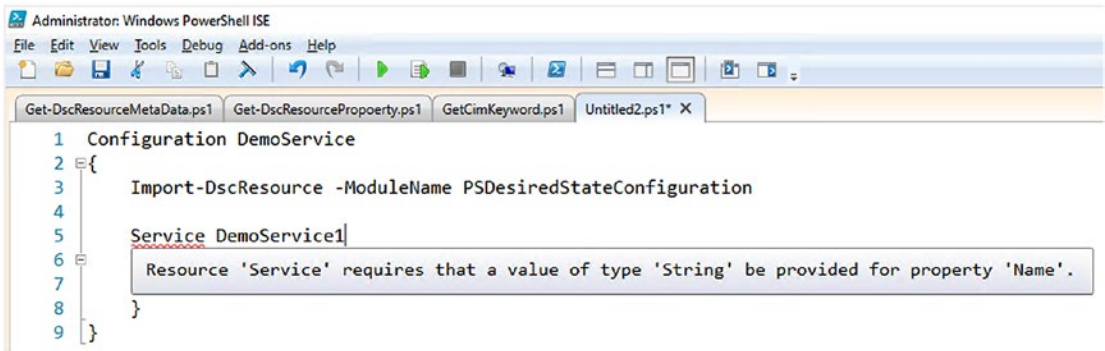 Administrator: Windows PowerShell ISE
File Edit View Tools Debug Add-ons Help
Get-DscResourceMetaData.ps1 Get-DscResourcePropoerty.ps1 GetCimKeyword.ps1 Untitled2.ps1* X
1 Configuration DemoService
2 {
3 Import-DscResource -ModuleName PSDesiredStateConfiguration
4
5 Service DemoService1
6
Resource 'Service' requires that a value of type 'String' be provided for property 'Name'.
7
8 }
9 }